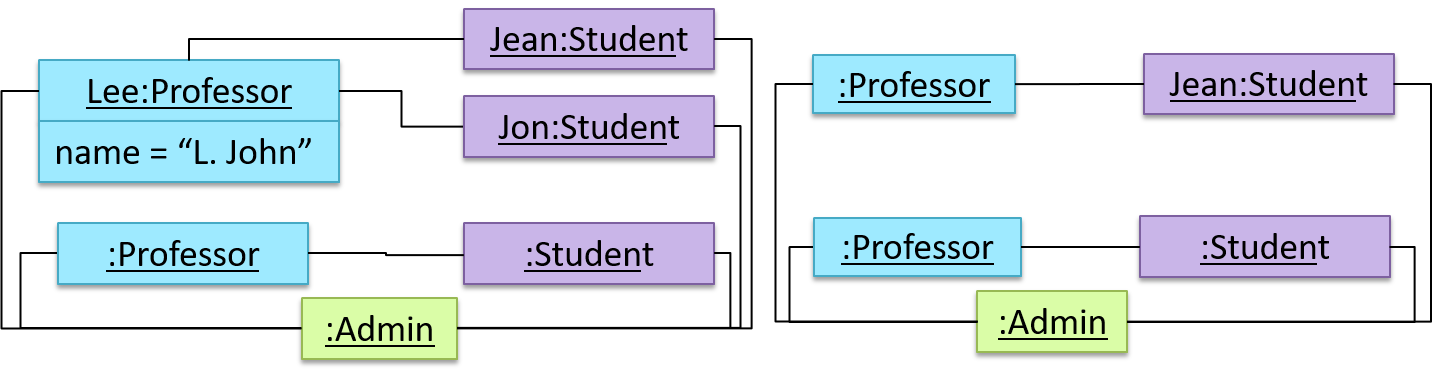 Jean:Student
Lee:Professor
name = “L. John”
Jon:Student
:Professor
:Student
:Admin
:Professor
Jean:Student
:Professor
:Student
:Admin